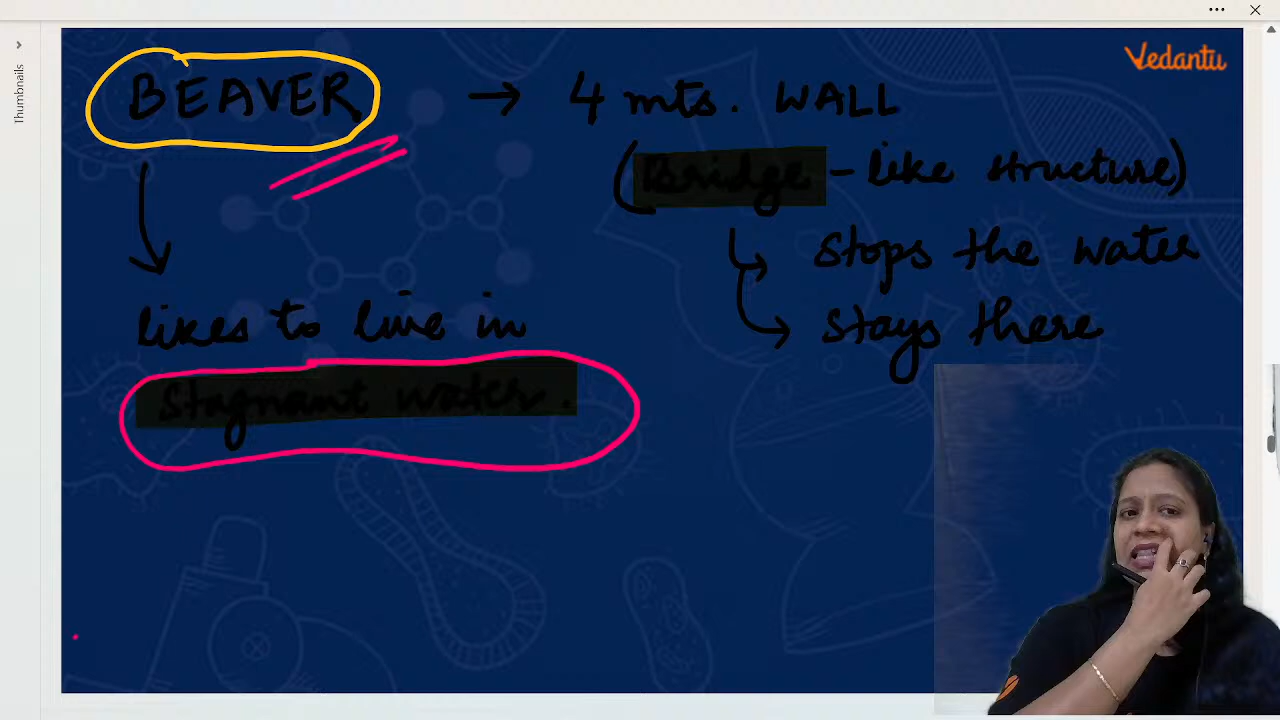 Thumbnails
Vedantu
BEAVER → 4 mts. WALL
(Bridge - like structure)
↳ Stops the water
↳ Stays there
↓
likes to live in
Stagnant water.